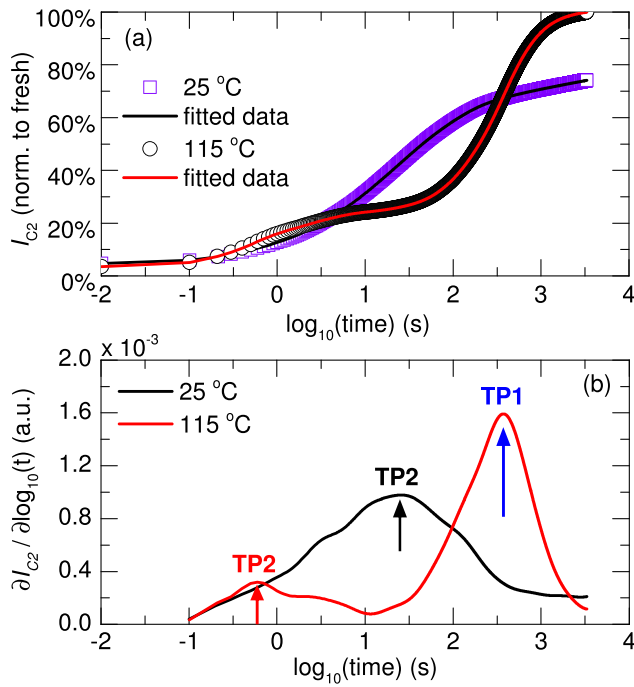 (a)
100%
80%
60%
40%
20%
0%
I_C2 (norm. to fresh)
25 °C
fitted data
115 °C
fitted data
-2 -1 0 1 2 3 4
log₁₀(time) (s)
x 10⁻³
2.0
1.6
1.2
0.8
0.4
0.0
∂I_C2 / ∂log₁₀(t) (a.u.)
25 °C
115 °C
(b)
TP1
TP2
TP2
-2 -1 0 1 2 3 4
log₁₀(time) (s)